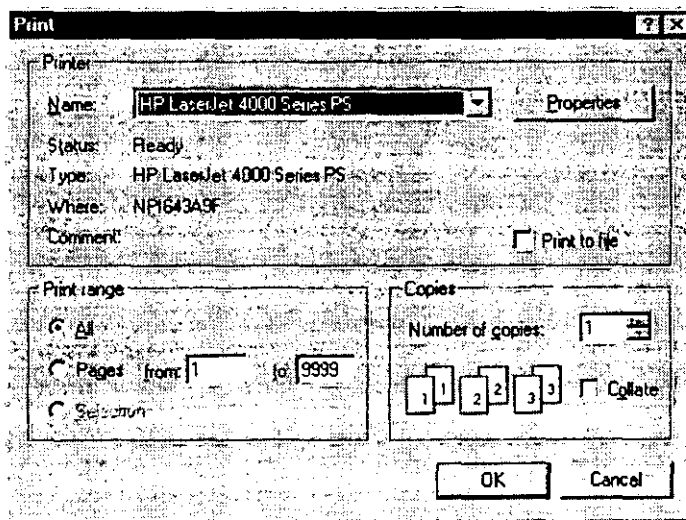 Print
Printer
Name: HP LaserJet 4000 Series PS Properties
Status: Ready
Type: HP LaserJet 4000 Series PS
Where: NPI643A9F
Comment: Print to file
Print range
All
Pages from: 1 to: 9999
Selection
Copies
Number of copies: 1
1 1 2 2 3 3 Collate
OK Cancel